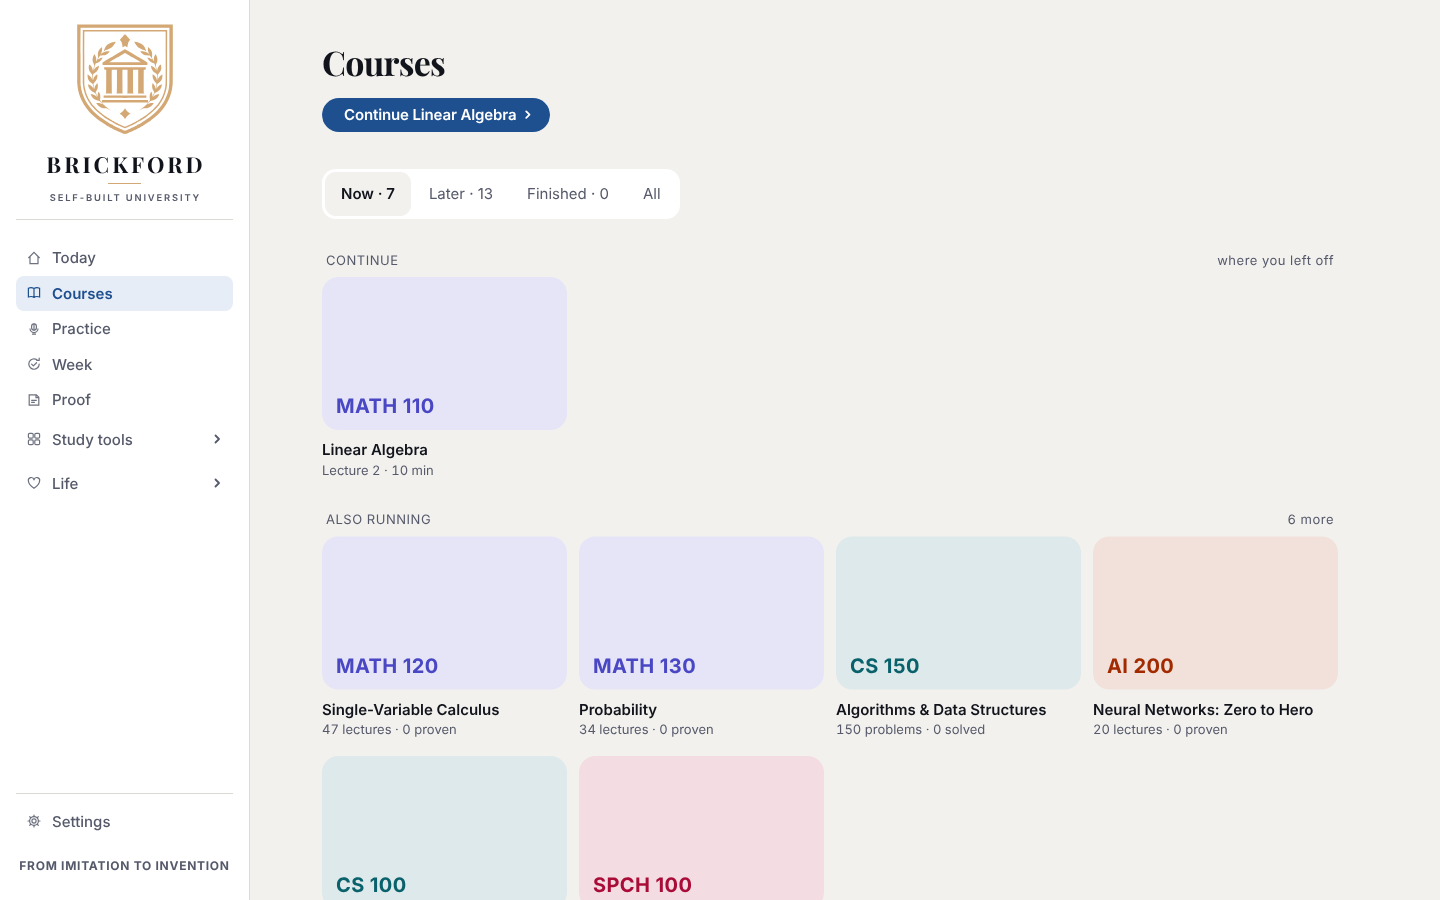 BRICKFORD
SELF-BUILT UNIVERSITY
Today
Courses
Practice
Week
Proof
Study tools
Life
Settings
FROM IMITATION TO INVENTION
Courses
Continue Linear Algebra
Now · 7
Later · 13
Finished · 0
All
CONTINUE
where you left off
MATH 110
Linear Algebra
Lecture 2 · 10 min
ALSO RUNNING
6 more
MATH 120
Single-Variable Calculus
47 lectures · 0 proven
MATH 130
Probability
34 lectures · 0 proven
CS 150
Algorithms & Data Structures
150 problems · 0 solved
AI 200
Neural Networks: Zero to Hero
20 lectures · 0 proven
CS 100
SPCH 100